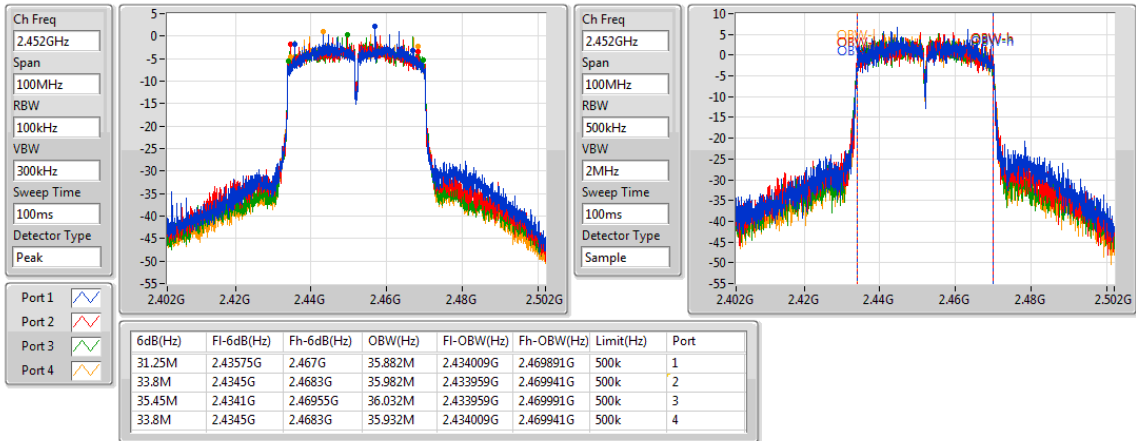 Ch Freq
2.452GHz
Span
100MHz
RBW
100kHz
VBW
300kHz
Sweep Time
100ms
Detector Type
Peak
5
0
-5
-10
-15
-20
-25
-30
-35
-40
-45
-50
-55
2.402G 2.42G 2.44G 2.46G 2.48G 2.502G
Ch Freq
2.452GHz
Span
100MHz
RBW
500kHz
VBW
2MHz
Sweep Time
100ms
Detector Type
Sample
10
5
0
-5
-10
-15
-20
-25
-30
-35
-40
-45
-50
-55
OBW-h
2.402G 2.42G 2.44G 2.46G 2.48G 2.502G
Port 1
Port 2
Port 3
Port 4
6dB(Hz) Fl-6dB(Hz) Fh-6dB(Hz) OBW(Hz) Fl-OBW(Hz) Fh-OBW(Hz) Limit(Hz) Port
31.25M 2.43575G 2.467G 35.882M 2.434009G 2.469891G 500k 1
33.8M 2.4345G 2.4683G 35.982M 2.433959G 2.469941G 500k 2
35.45M 2.4341G 2.46955G 36.032M 2.433959G 2.469991G 500k 3
33.8M 2.4345G 2.4683G 35.932M 2.434009G 2.469941G 500k 4